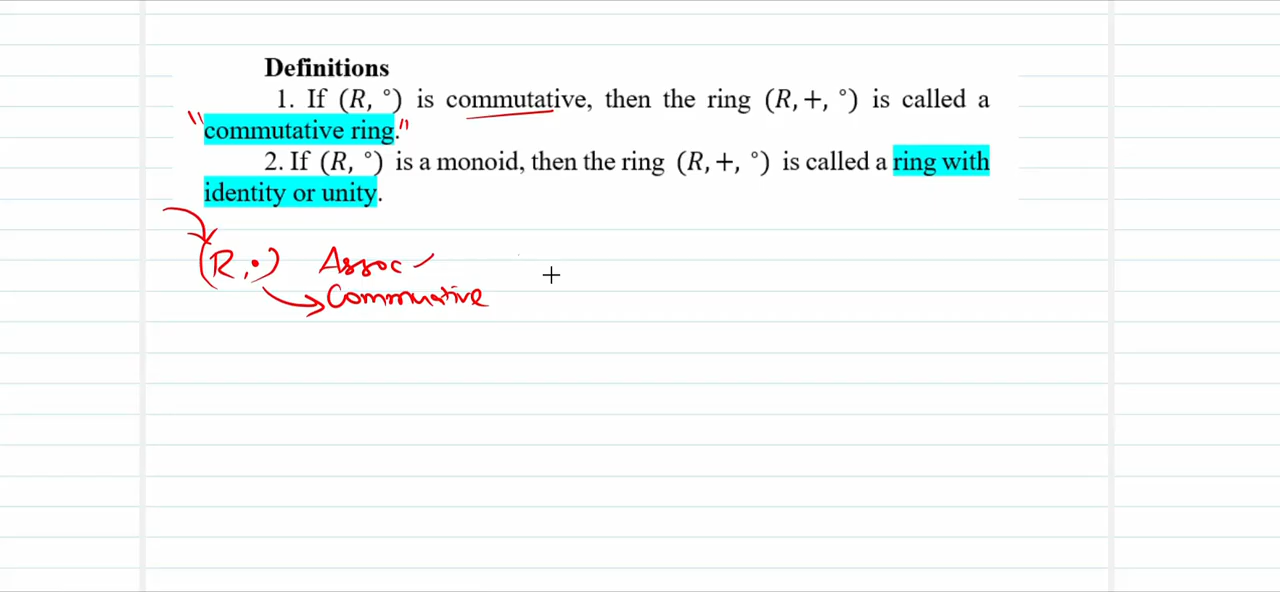 Definitions
1. If (R, °) is commutative, then the ring (R, +, °) is called a
"commutative ring."
2. If (R, °) is a monoid, then the ring (R, +, °) is called a ring with
identity or unity.
(R, •) Assoc ✓
Commutative